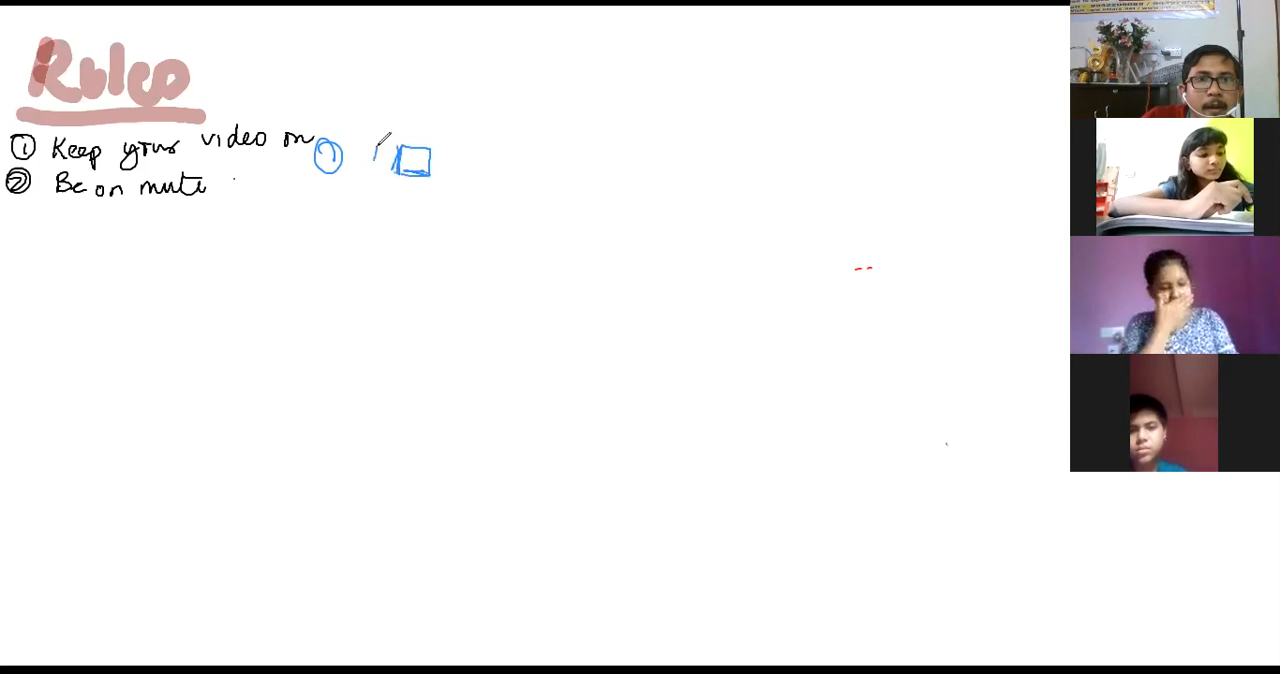 Rules
① Keep your video on
② Be on mute